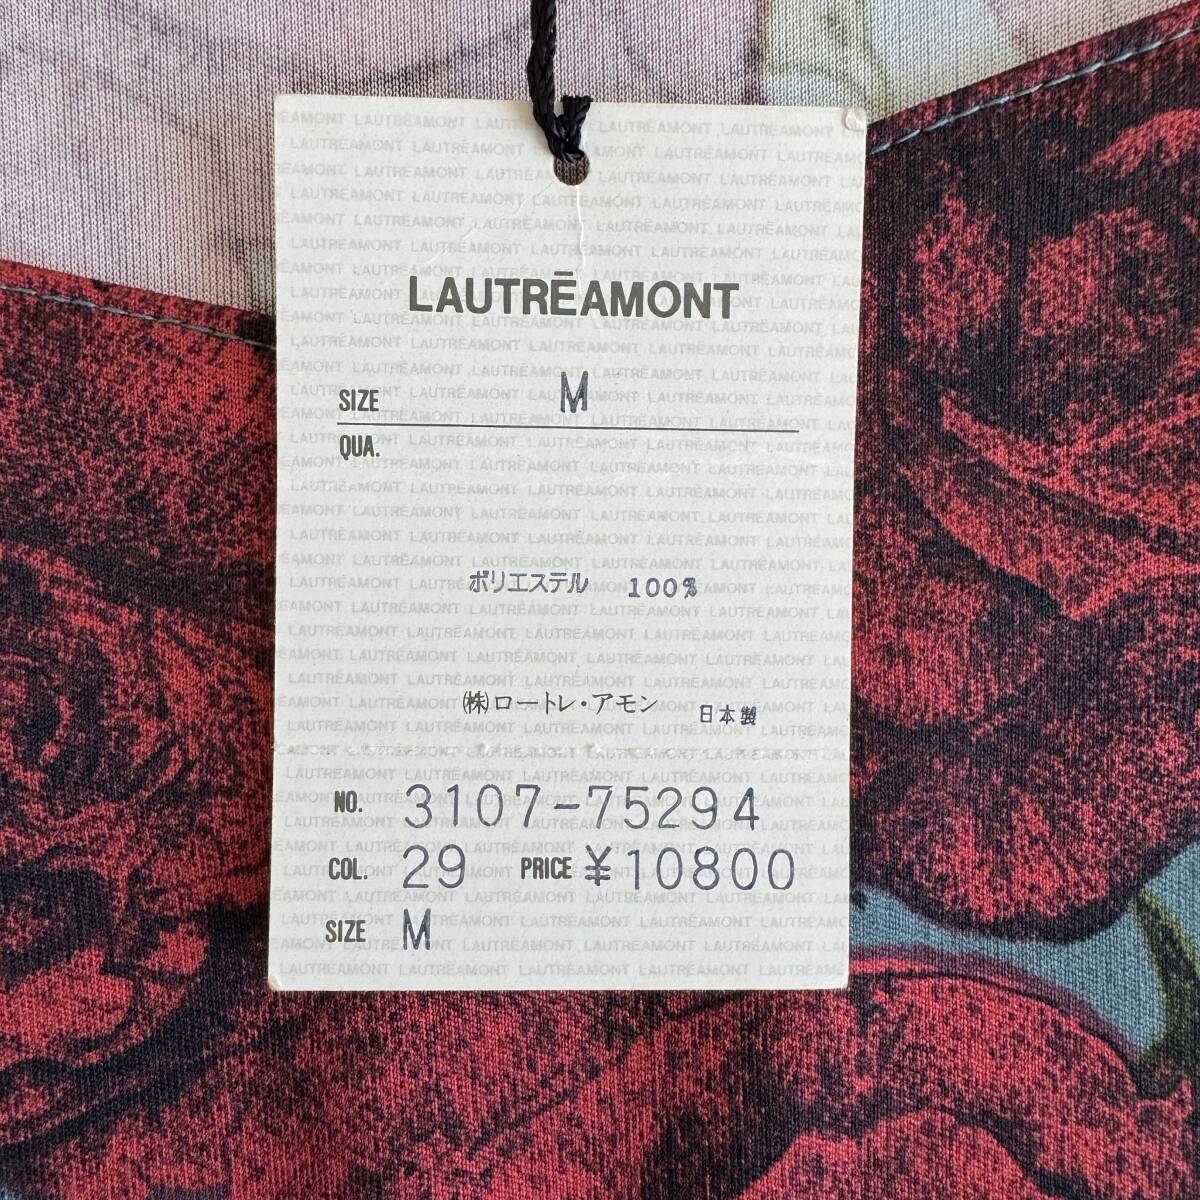 LAUTRĒAMONT
SIZE M
QUA.
ポリエステル 100%
㈱ロートレ・アモン 日本製
NO. 3107-75294
COL. 29 PRICE ¥10800
SIZE M